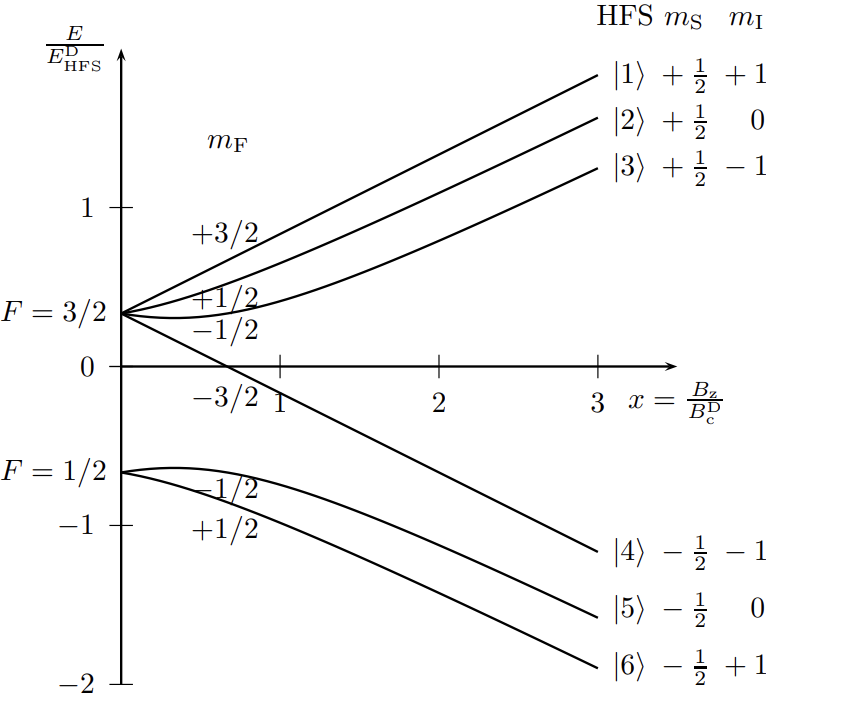 HFS m_S m_I
E/E^D_HFS
|1⟩ + 1/2 + 1
|2⟩ + 1/2 0
|3⟩ + 1/2 − 1
m_F
1
+3/2
+1/2
F = 3/2
−1/2
0
−3/2
1 2 3 x = B_z/B^D_c
F = 1/2
−1/2
−1
+1/2
|4⟩ − 1/2 − 1
|5⟩ − 1/2 0
|6⟩ − 1/2 + 1
−2